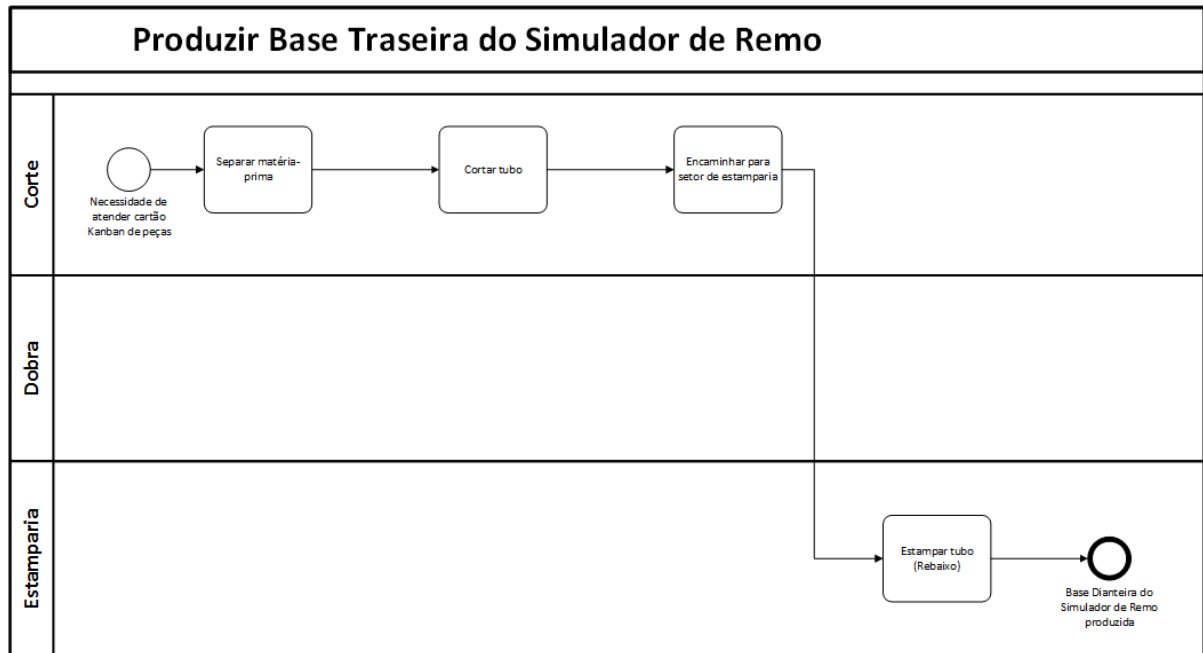 Produzir Base Traseira do Simulador de Remo
Corte
Necessidade de
atender cartão
Kanban de peças
Separar matéria-
prima
Cortar tubo
Encaminhar para
setor de estamparia
Dobra
Estamparia
Estampar tubo
(Rebaixo)
Base Dianteira do
Simulador de Remo
produzida